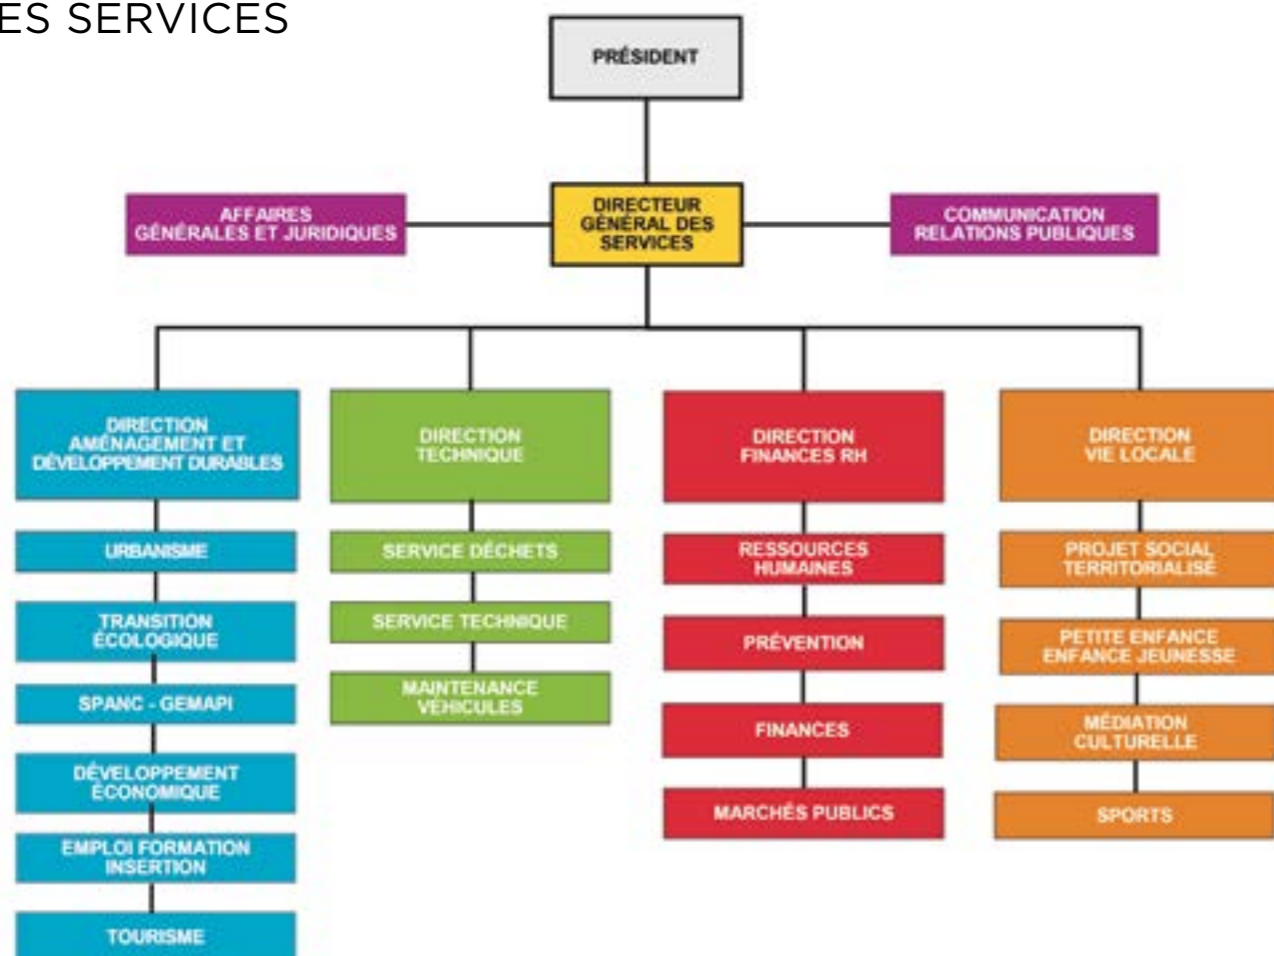 ES SERVICES
PRÉSIDENT
AFFAIRES
GÉNÉRALES ET JURIDIQUES
DIRECTEUR
GÉNÉRAL DES
SERVICES
COMMUNICATION
RELATIONS PUBLIQUES
DIRECTION
AMÉNAGEMENT ET
DÉVELOPPEMENT DURABLES
URBANISME
TRANSITION
ÉCOLOGIQUE
SPANC - GEMAPI
DÉVELOPPEMENT
ÉCONOMIQUE
EMPLOI FORMATION
INSERTION
TOURISME
DIRECTION
TECHNIQUE
SERVICE DÉCHETS
SERVICE TECHNIQUE
MAINTENANCE
VÉHICULES
DIRECTION
FINANCES RH
RESSOURCES
HUMAINES
PRÉVENTION
FINANCES
MARCHÉS PUBLICS
DIRECTION
VIE LOCALE
PROJET SOCIAL
TERRITORIALISÉ
PETITE ENFANCE
ENFANCE JEUNESSE
MÉDIATION
CULTURELLE
SPORTS